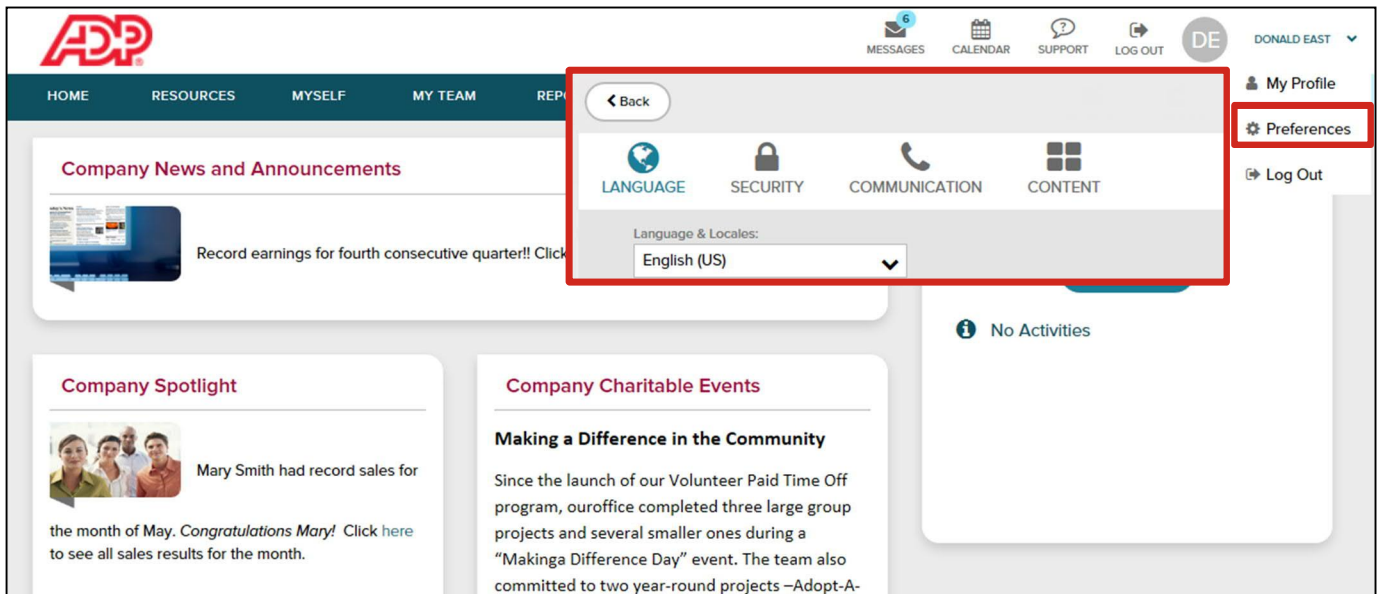 ADP
6
MESSAGES CALENDAR SUPPORT LOG OUT DE DONALD EAST
My Profile
Preferences
Log Out
HOME RESOURCES MYSELF MY TEAM
Back
LANGUAGE SECURITY COMMUNICATION CONTENT
Language & Locales:
English (US)
Company News and Announcements
Record earnings for fourth consecutive quarter!! Click
No Activities
Company Spotlight
Mary Smith had record sales for
the month of May. Congratulations Mary! Click here
to see all sales results for the month.
Company Charitable Events
Making a Difference in the Community
Since the launch of our Volunteer Paid Time Off
program, ouroffice completed three large group
projects and several smaller ones during a
“Makinga Difference Day” event. The team also
committed to two year-round projects –Adopt-A-